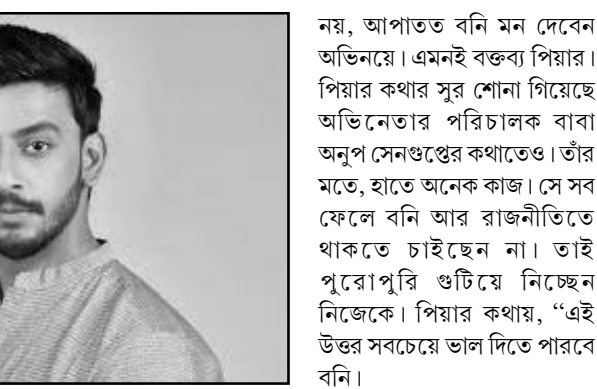 নয়, আপাতত বনি মন দেবেন
অভিনয়ে। এমনই বক্তব্য পিয়ার।
পিয়ার কথার সুর শোনা গিয়েছে
অভিনেতার পরিচালক বাবা
অনুপ সেনগুপ্তের কথাতেও। তাঁর
মতে, হাতে অনেক কাজ। সে সব
ফেলে বনি আর রাজনীতিতে
থাকতে চাইছেন না। তাই
পুরোপুরি গুটিয়ে নিচ্ছেন
নিজেকে। পিয়ার কথায়, ‘‘এই
উত্তর সবচেয়ে ভাল দিতে পারবে
বনি।